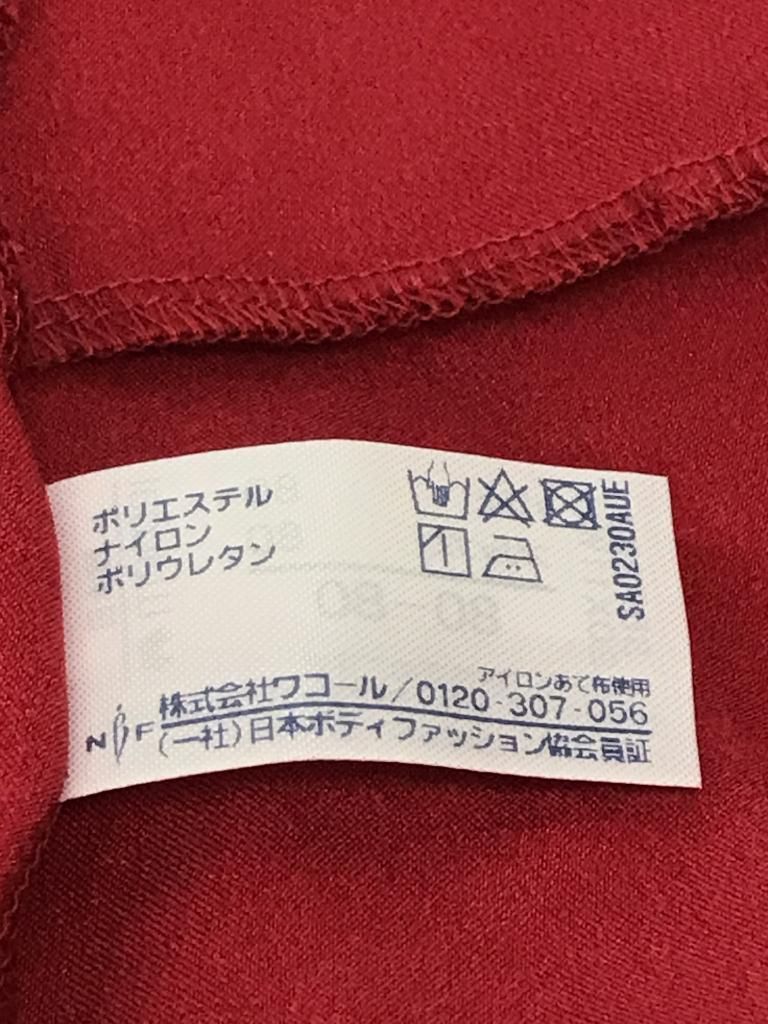 ポリエステル
ナイロン
ポリウレタン
SA0230AUE
アイロンあて布使用
株式会社ワコール/0120-307-056
NBF
(一社)日本ボディファッション協会員証